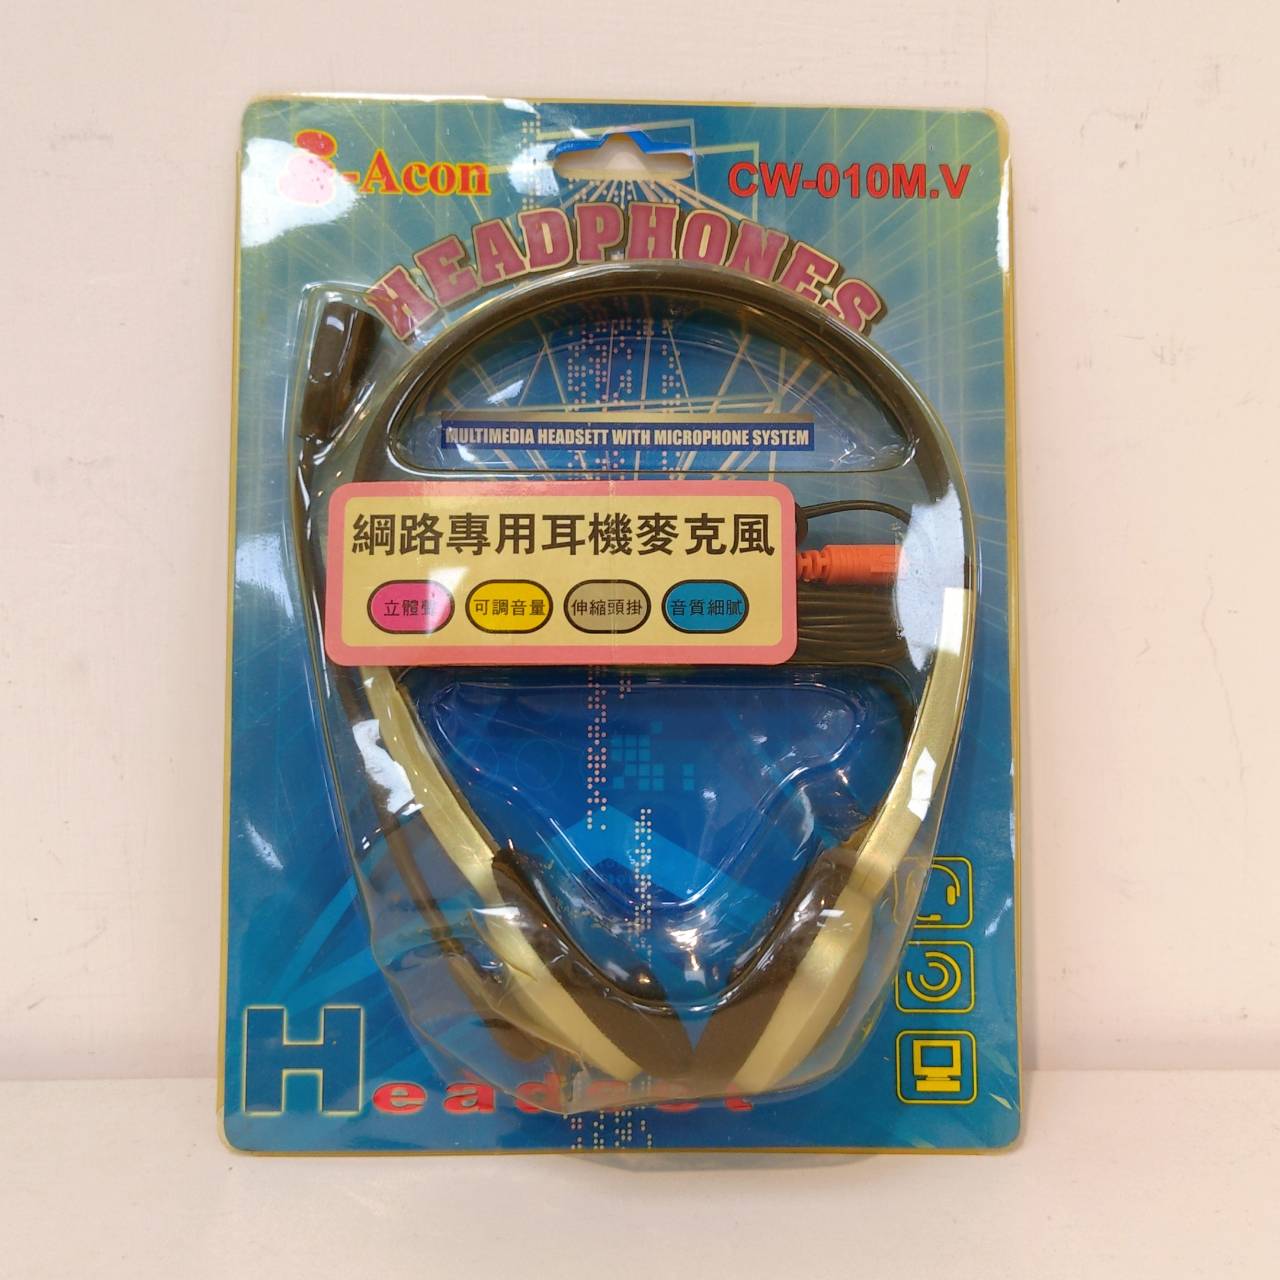 i-Acon
CW-010M.V
HEADPHONES
MULTIMEDIA HEADSETT WITH MICROPHONE SYSTEM
網路專用耳機麥克風
立體聲 可調音量 伸縮頭掛 音質細膩
Headset